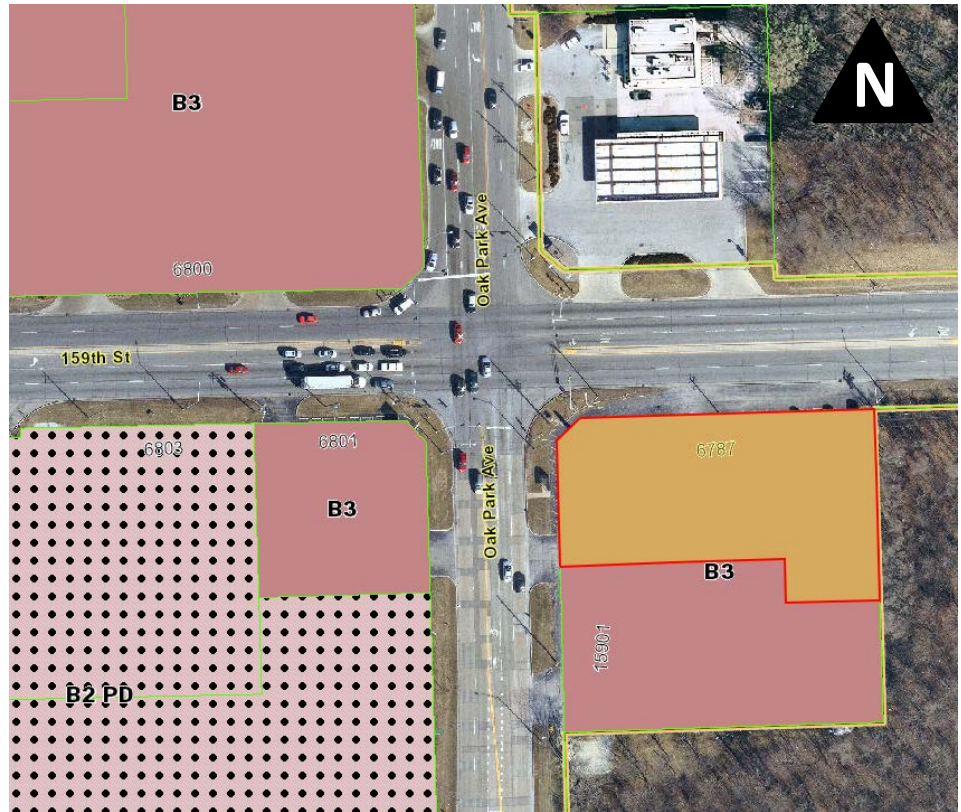 N
B3
6800
Oak Park Ave
159th St
6803
6801
6787
B3
Oak Park Ave
B3
15901
B2 PD